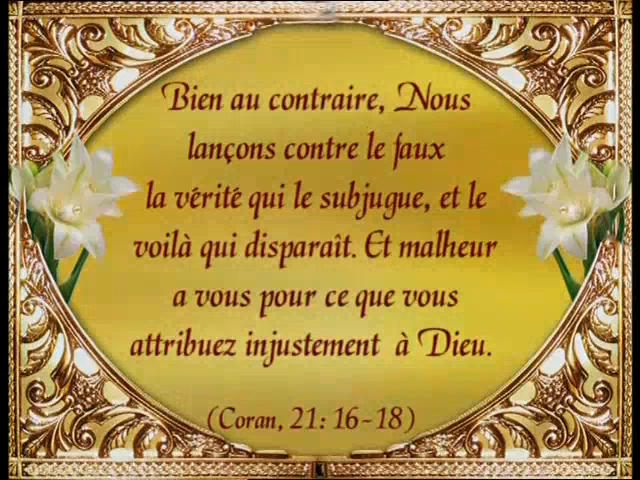 Bien au contraire, Nous
lançons contre le faux
la vérité qui le subjugue, et le
voilà qui disparaît. Et malheur
a vous pour ce que vous
attribuez injustement à Dieu.
(Coran, 21: 16-18)